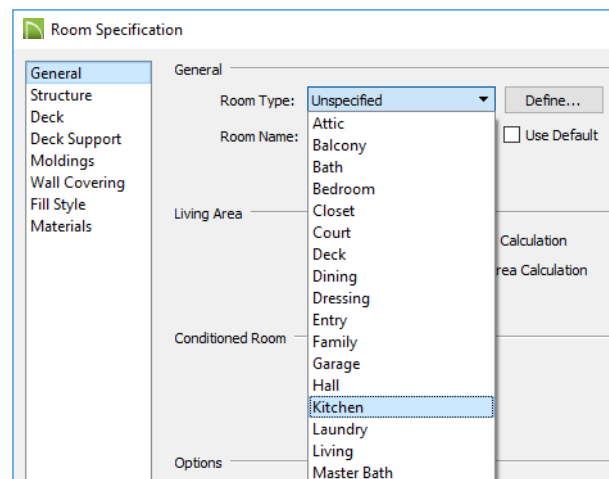 Room Specification
General
Structure
Deck
Deck Support
Moldings
Wall Covering
Fill Style
Materials
General
Room Type: Unspecified Define...
Room Name: Use Default
Attic
Balcony
Bath
Bedroom
Closet
Court
Deck
Dining
Dressing
Entry
Family
Garage
Hall
Kitchen
Laundry
Living
Master Bath
Living Area
Calculation
rea Calculation
Conditioned Room
Options